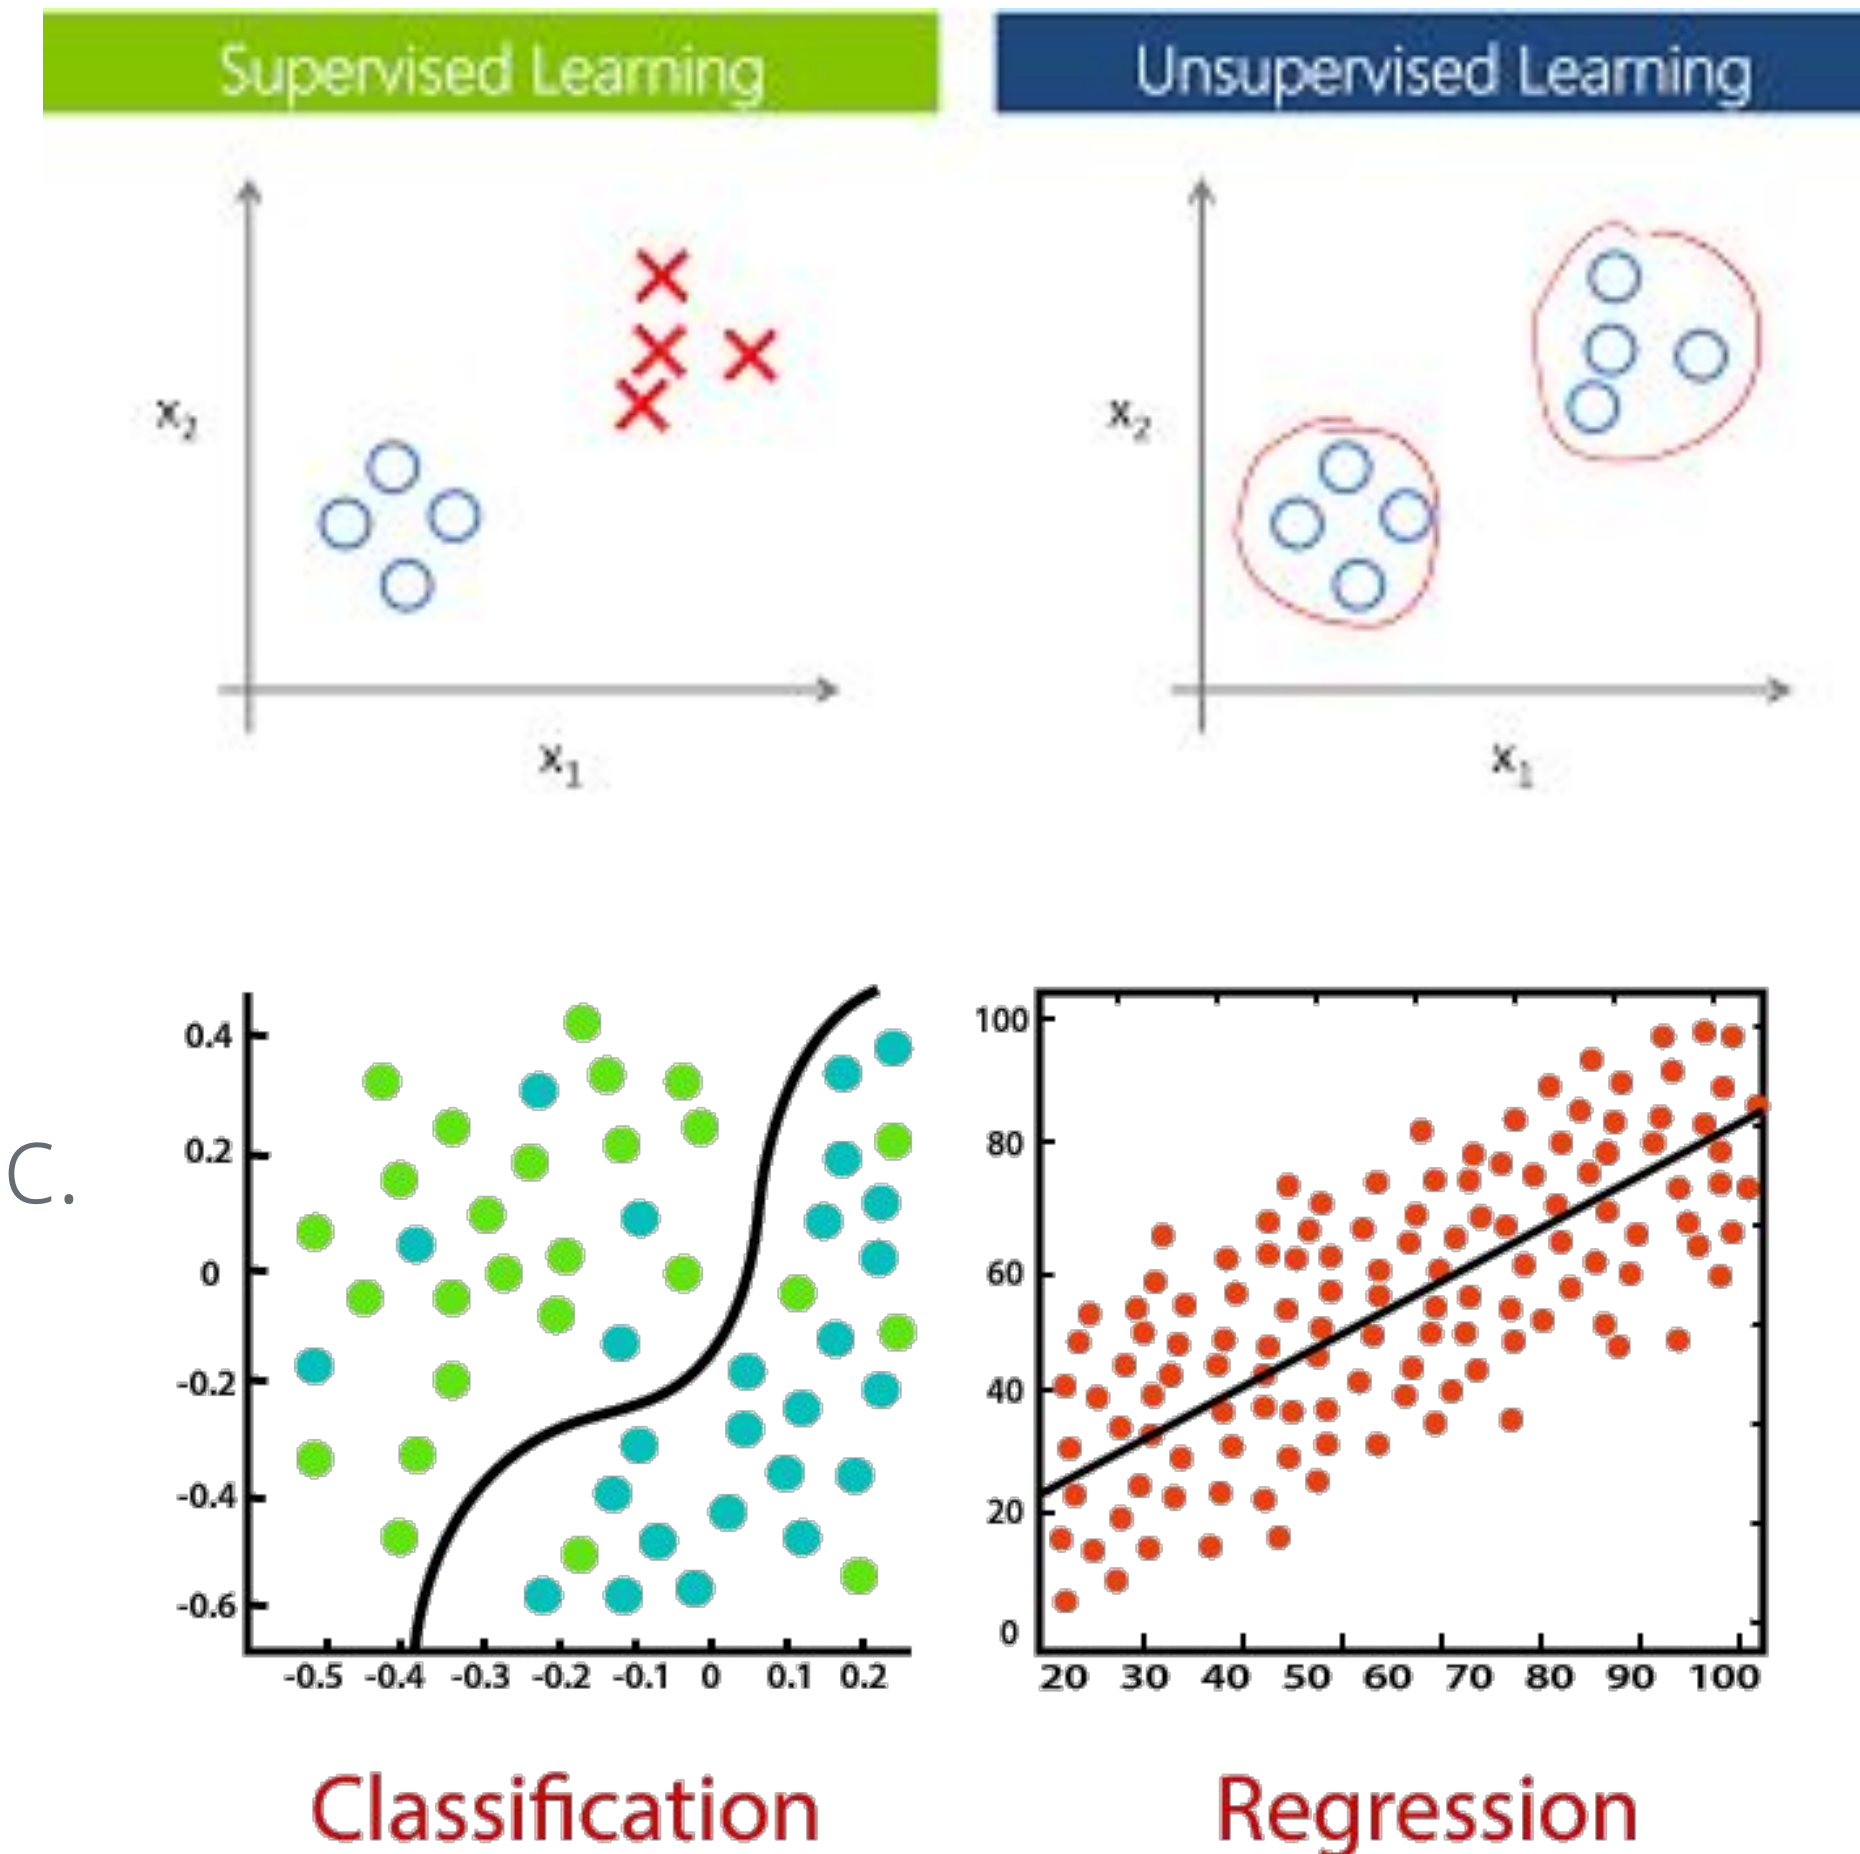 Supervised Learning
Unsupervised Learning
x2
x1
x2
x1
C.
0.4
0.2
0
-0.2
-0.4
-0.6
-0.5 -0.4 -0.3 -0.2 -0.1 0 0.1 0.2
Classification
100
80
60
40
20
0
20 30 40 50 60 70 80 90 100
Regression